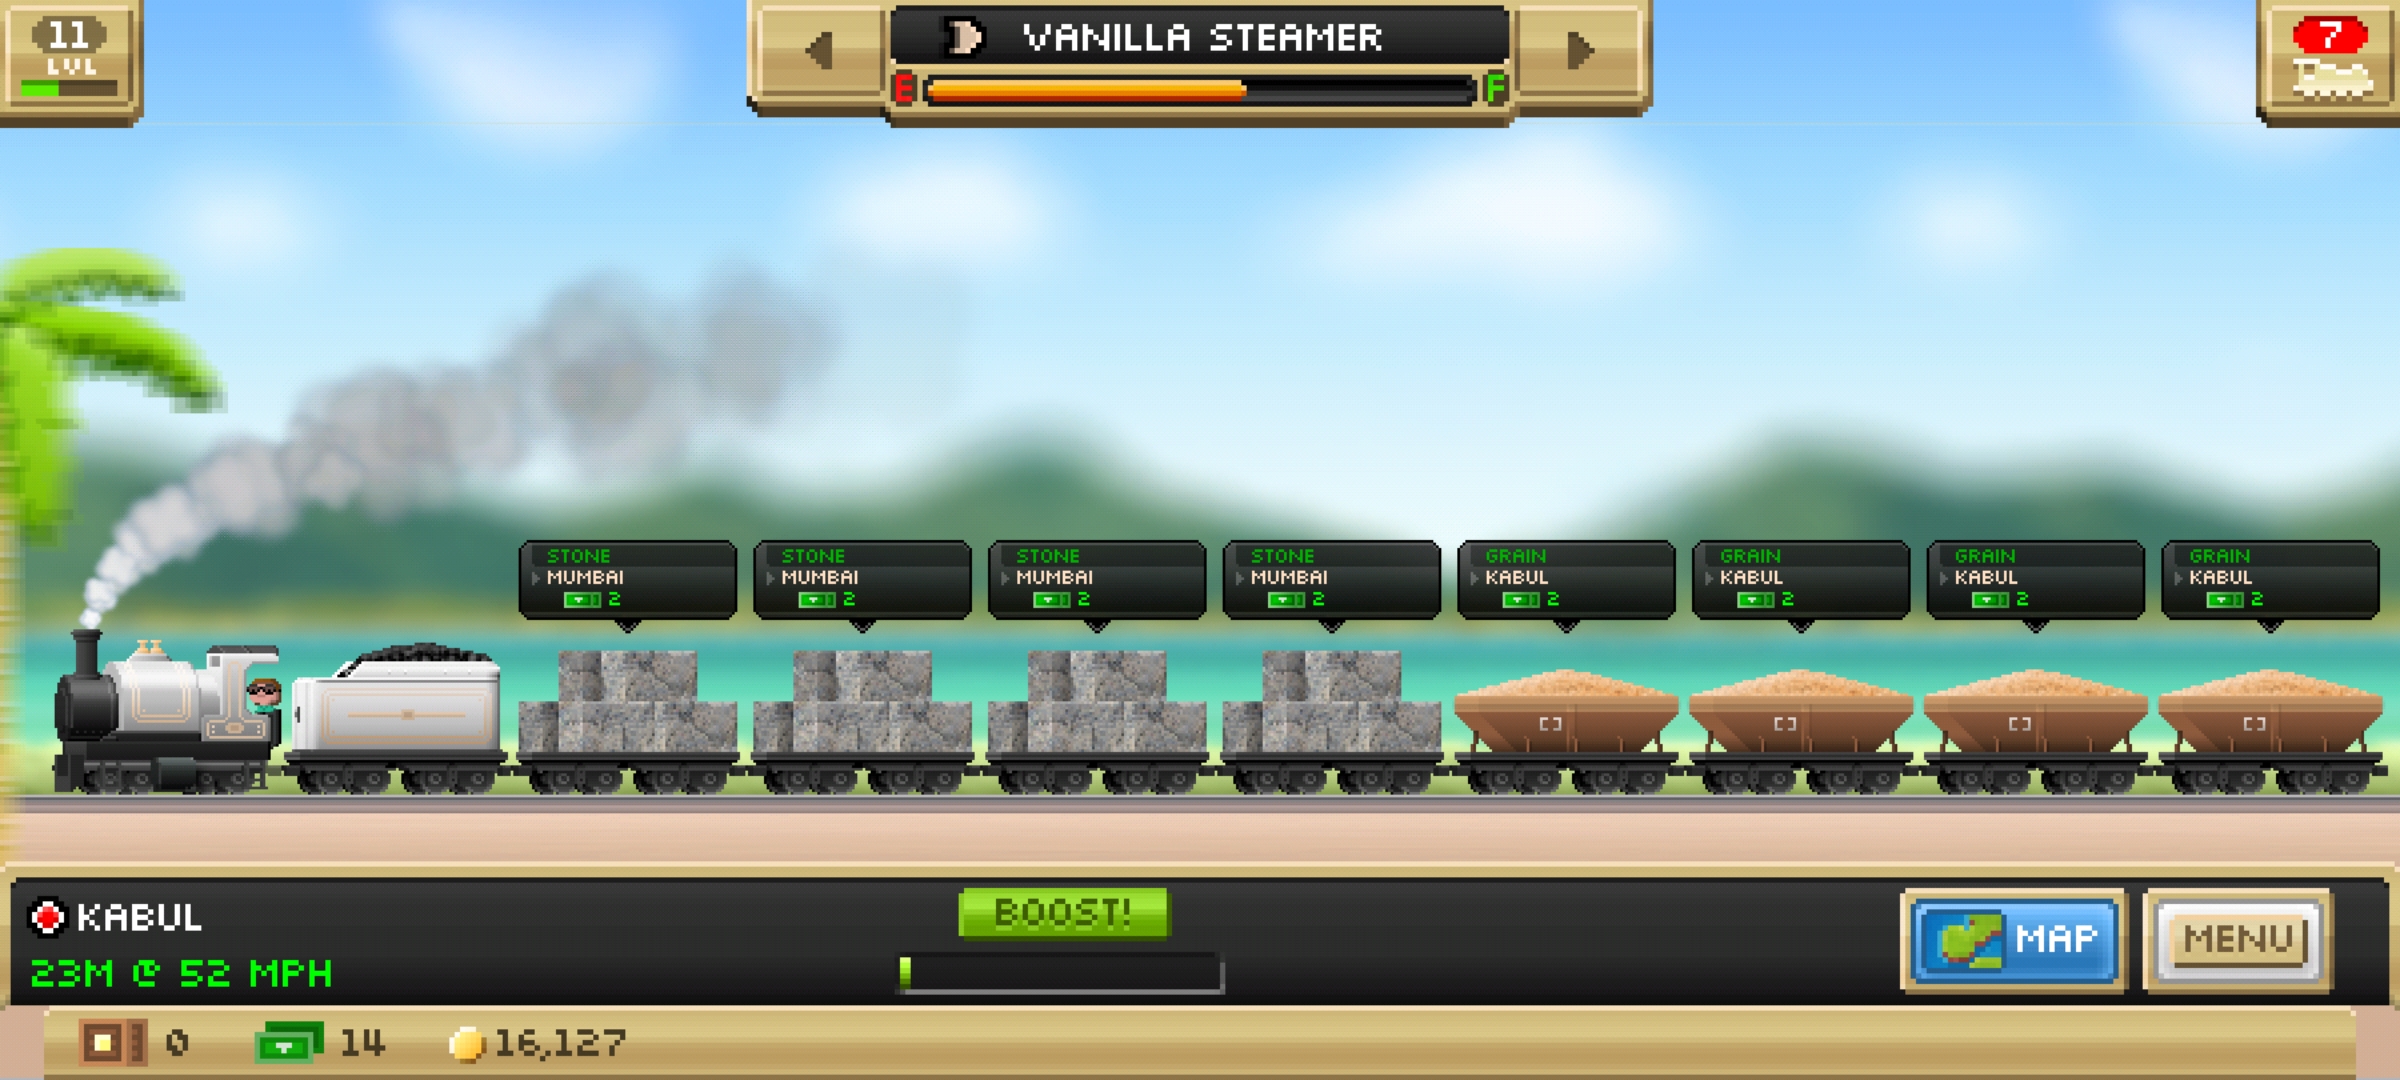 11
LVL
VANILLA STEAMER
E F
7
STONE
MUMBAI
2
STONE
MUMBAI
2
STONE
MUMBAI
2
STONE
MUMBAI
2
GRAIN
KABUL
2
GRAIN
KABUL
2
GRAIN
KABUL
2
GRAIN
KABUL
2
KABUL
23M @ 52 MPH
BOOST!
MAP
MENU
0 14 16,127